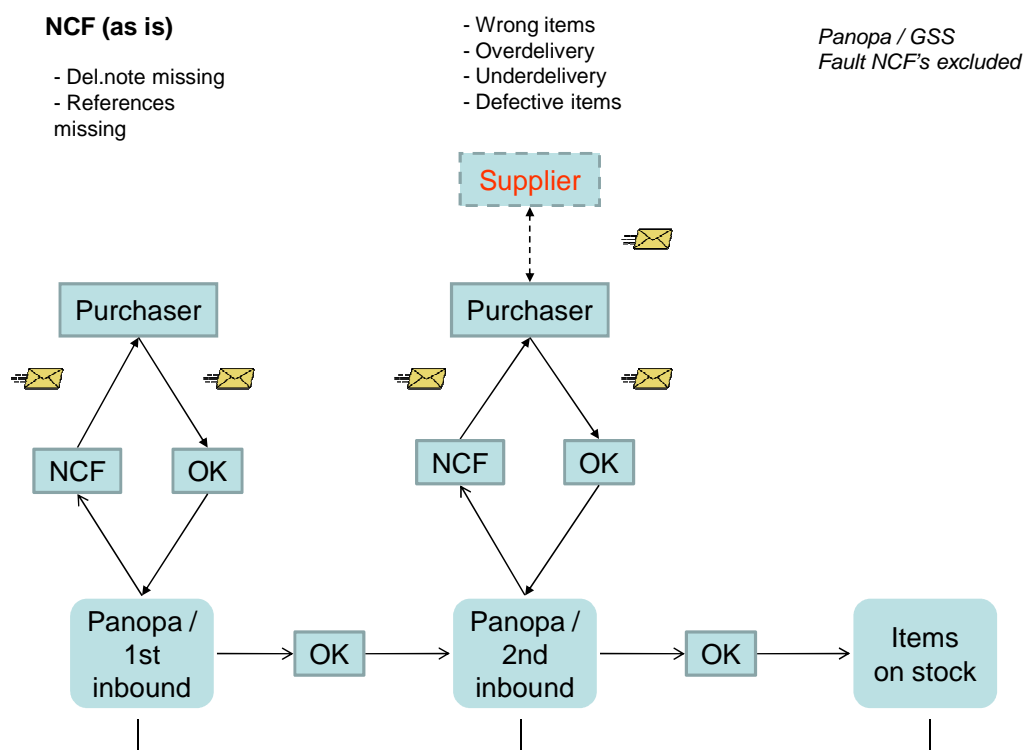 NCF (as is)
- Del.note missing
- References
missing
- Wrong items
- Overdelivery
- Underdelivery
- Defective items
Panopa / GSS
Fault NCF's excluded
Supplier
Purchaser
Purchaser
NCF
OK
NCF
OK
Panopa /
1st
inbound
OK
Panopa /
2nd
inbound
OK
Items
on stock